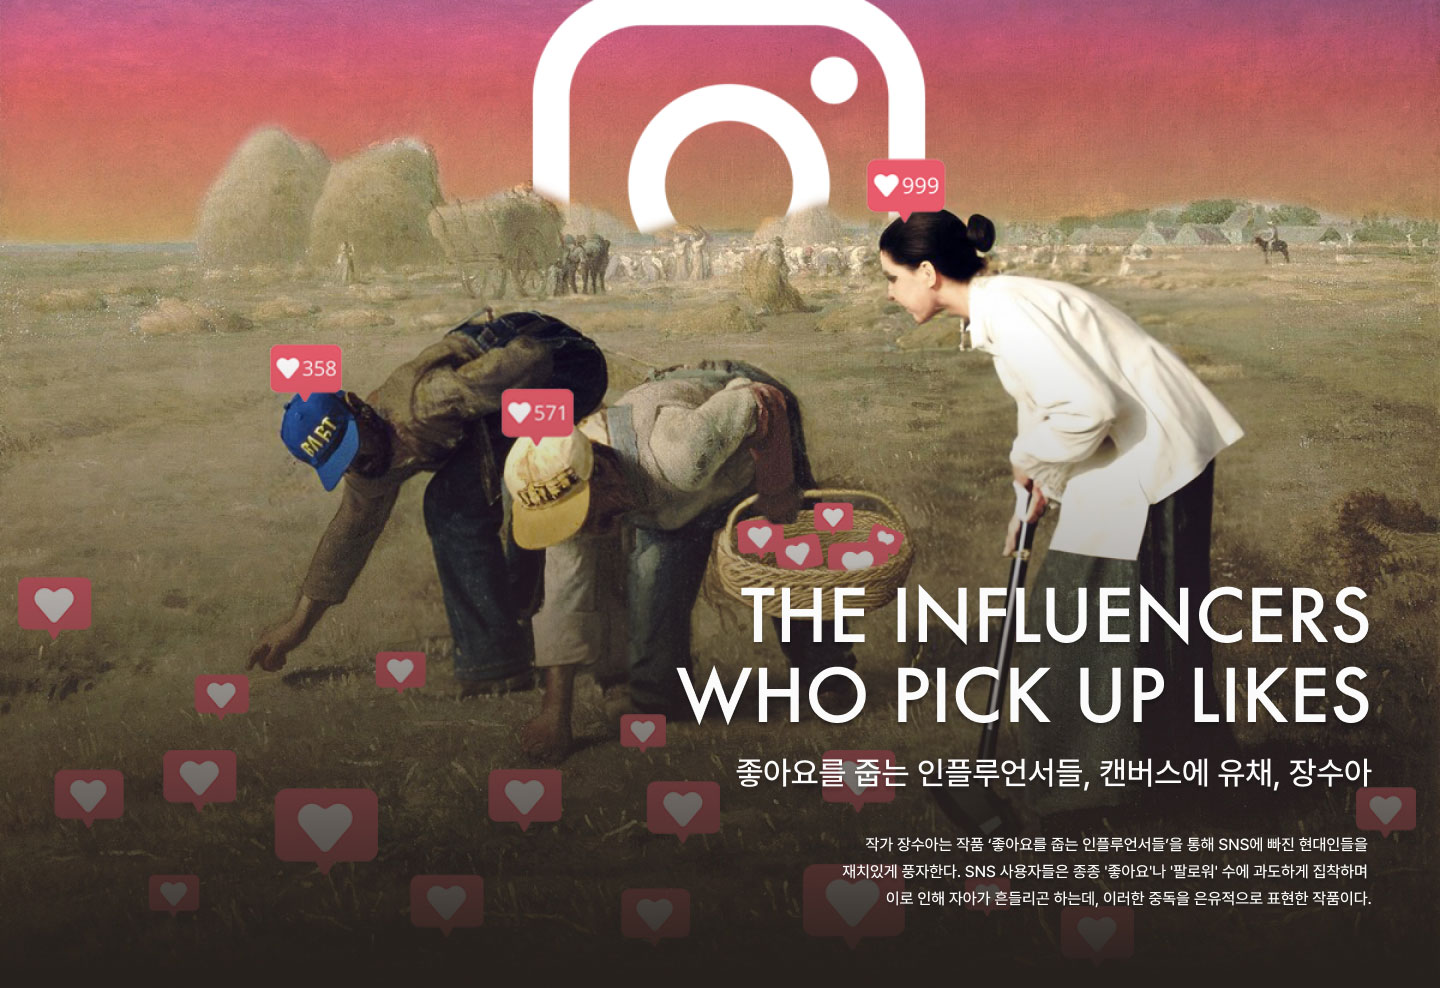 999
358
571
BART
THE INFLUENCERS
WHO PICK UP LIKES
좋아요를 줍는 인플루언서들, 캔버스에 유채, 장수아
작가 장수아는 작품 ‘좋아요를 줍는 인플루언서들’을 통해 SNS에 빠진 현대인들을
재치있게 풍자한다. SNS 사용자들은 종종 '좋아요'나 '팔로워' 수에 과도하게 집착하며
이로 인해 자아가 흔들리곤 하는데, 이러한 중독을 은유적으로 표현한 작품이다.